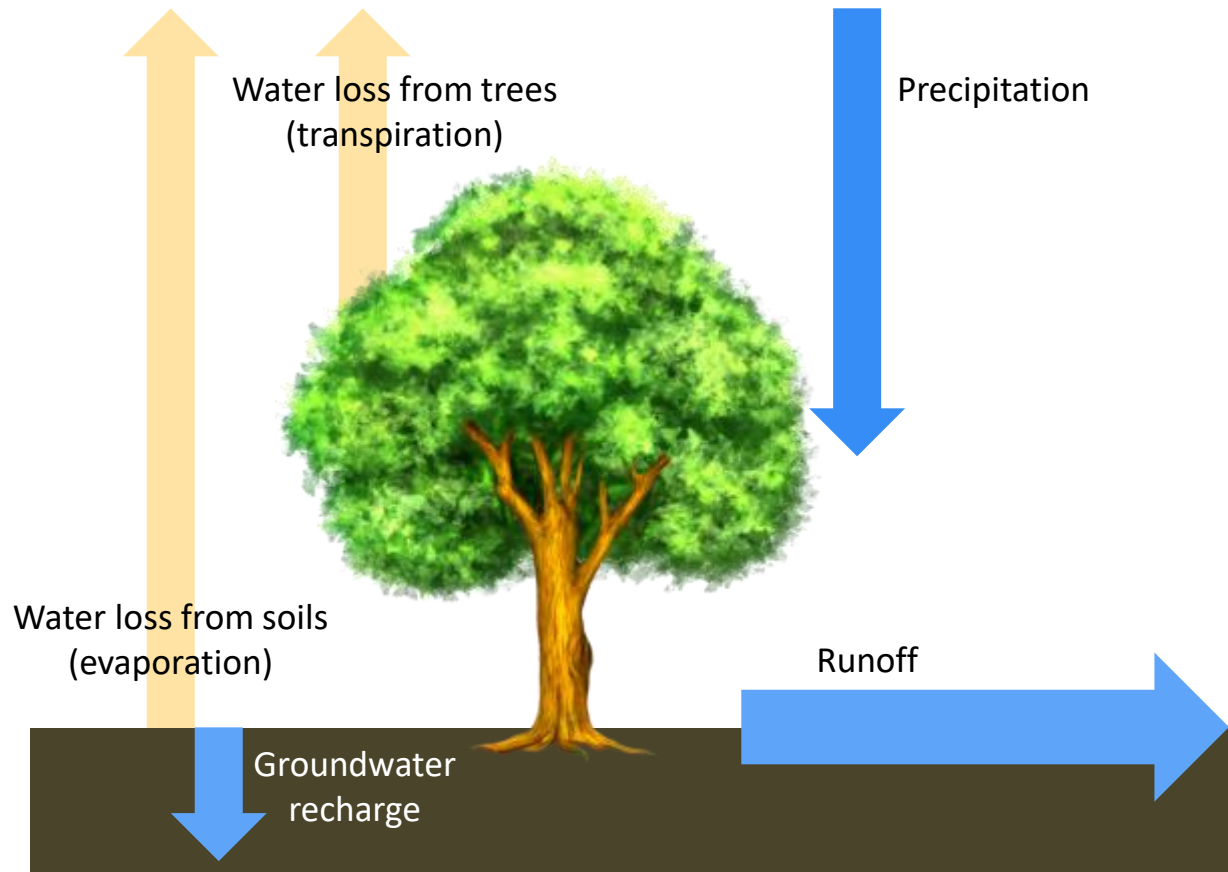 Water loss from trees
(transpiration)
Precipitation
Water loss from soils
(evaporation)
Runoff
Groundwater
recharge